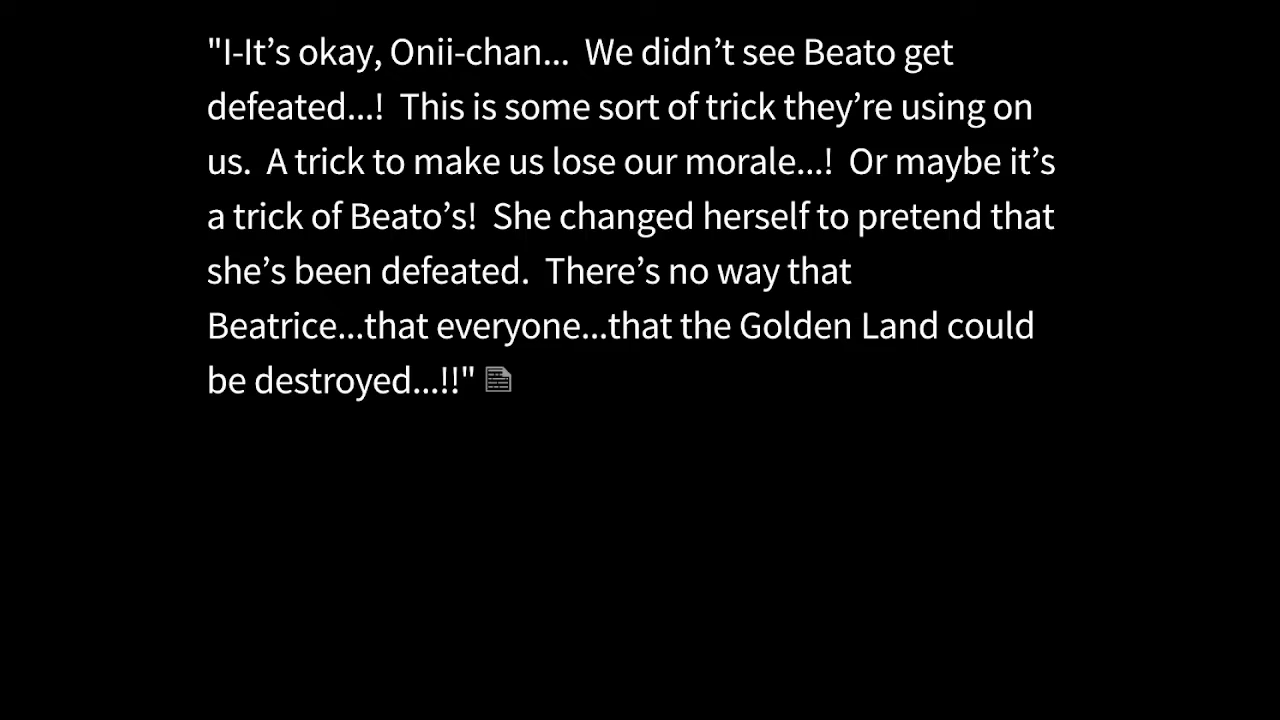 "I-It’s okay, Onii-chan...  We didn’t see Beato get
defeated...!  This is some sort of trick they’re using on
us.  A trick to make us lose our morale...!  Or maybe it’s
a trick of Beato’s!  She changed herself to pretend that
she’s been defeated.  There’s no way that
Beatrice...that everyone...that the Golden Land could
be destroyed...!!"